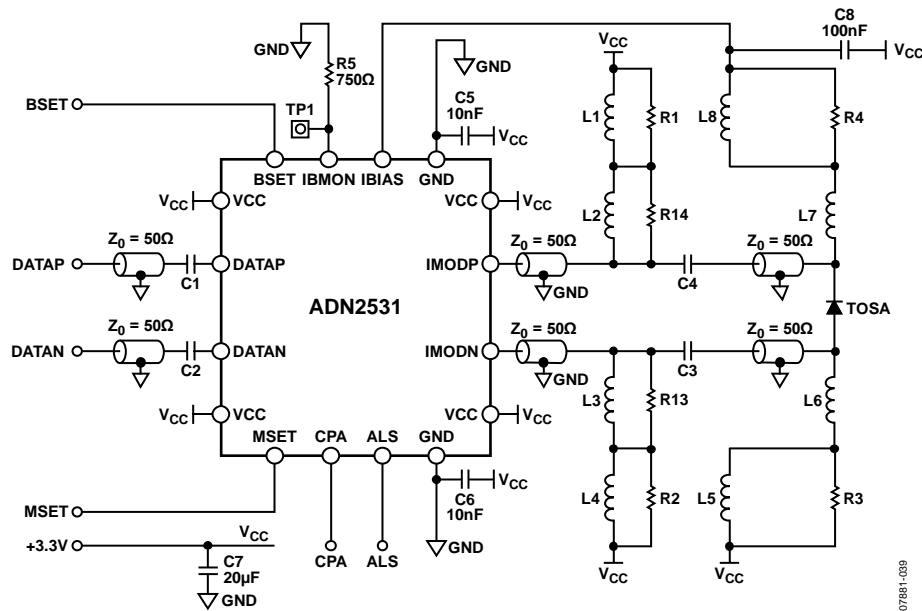 C8
100nF
VCC
VCC
GND
R5
750Ω
GND
C5
10nF
VCC
TP1
BSET
L1
R1
L8
R4
BSET
IBMON
IBIAS
GND
VCC
VCC
VCC
VCC
L2
R14
L7
Z0 = 50Ω
Z0 = 50Ω
Z0 = 50Ω
DATAP
C1
DATAP
IMODP
GND
C4
ADN2531
TOSA
Z0 = 50Ω
Z0 = 50Ω
Z0 = 50Ω
DATAN
C2
DATAN
IMODN
GND
C3
L6
VCC
VCC
VCC
VCC
L3
R13
MSET
CPA
ALS
GND
C6
10nF
VCC
L4
R2
L5
R3
MSET
+3.3V
VCC
C7
20µF
GND
CPA
ALS
GND
VCC
VCC
07881-039